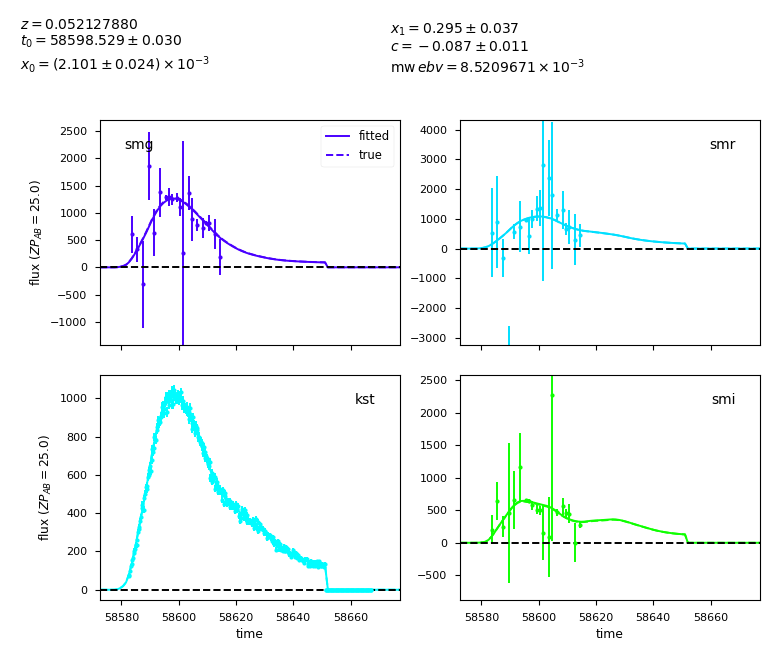 z = 0.052127880
t₀ = 58598.529 ± 0.030
x₀ = (2.101 ± 0.024) × 10⁻³
x₁ = 0.295 ± 0.037
c = −0.087 ± 0.011
mw ebv = 8.5209671 × 10⁻³
smg
fitted
true
flux (ZP_AB = 25.0)
2500
2000
1500
1000
500
0
−500
−1000
smr
4000
3000
2000
1000
0
−1000
−2000
−3000
kst
flux (ZP_AB = 25.0)
1000
800
600
400
200
0
58580 58600 58620 58640 58660
time
smi
2500
2000
1500
1000
500
0
−500
58580 58600 58620 58640 58660
time